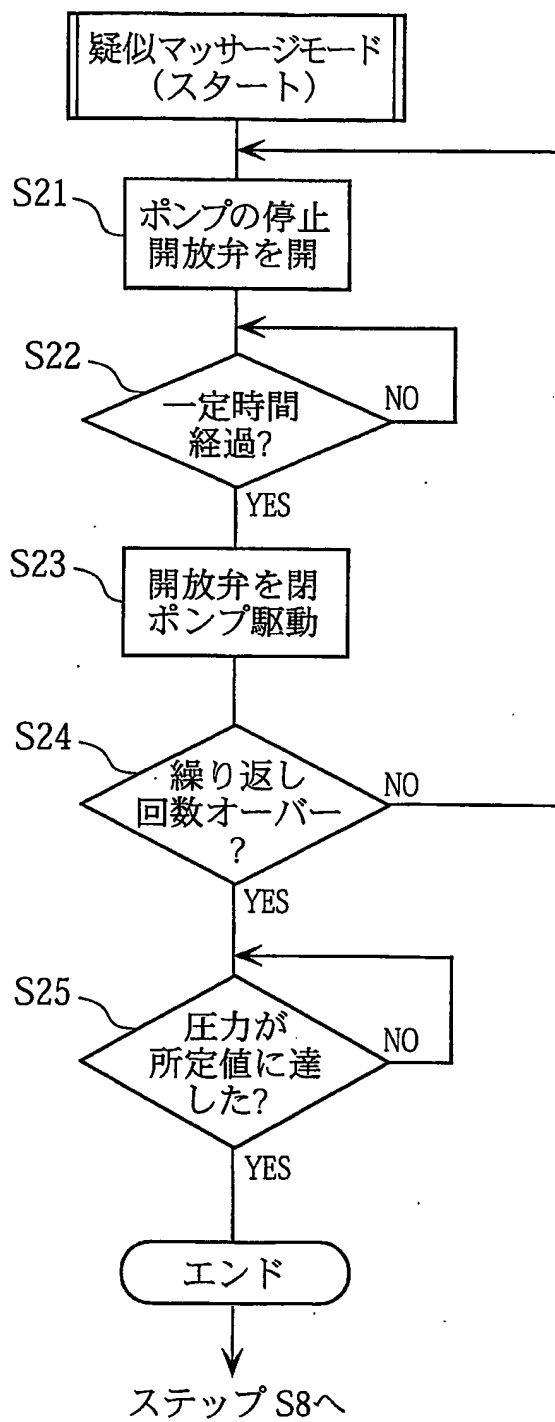 疑似マッサージモード
(スタート)
S21
ポンプの停止
開放弁を開
S22
一定時間
経過?
NO
YES
S23
開放弁を閉
ポンプ駆動
S24
繰り返し
回数オーバー
?
NO
YES
S25
圧力が
所定値に達
した?
NO
YES
エンド
ステップ S8へ